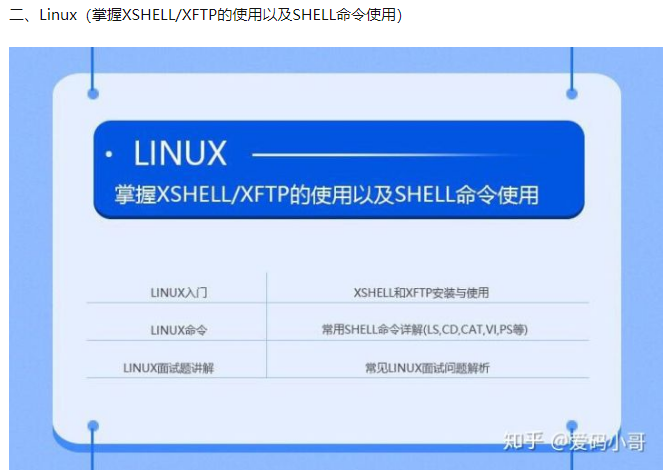 二、Linux（掌握XSHELL/XFTP的使用以及SHELL命令使用）
LINUX
掌握XSHELL/XFTP的使用以及SHELL命令使用
LINUX入门 XSHELL和XFTP安装与使用
LINUX命令 常用SHELL命令详解(LS,CD,CAT,VI,PS等)
LINUX面试题讲解 常见LINUX面试问题解析
知乎 @爱码小哥